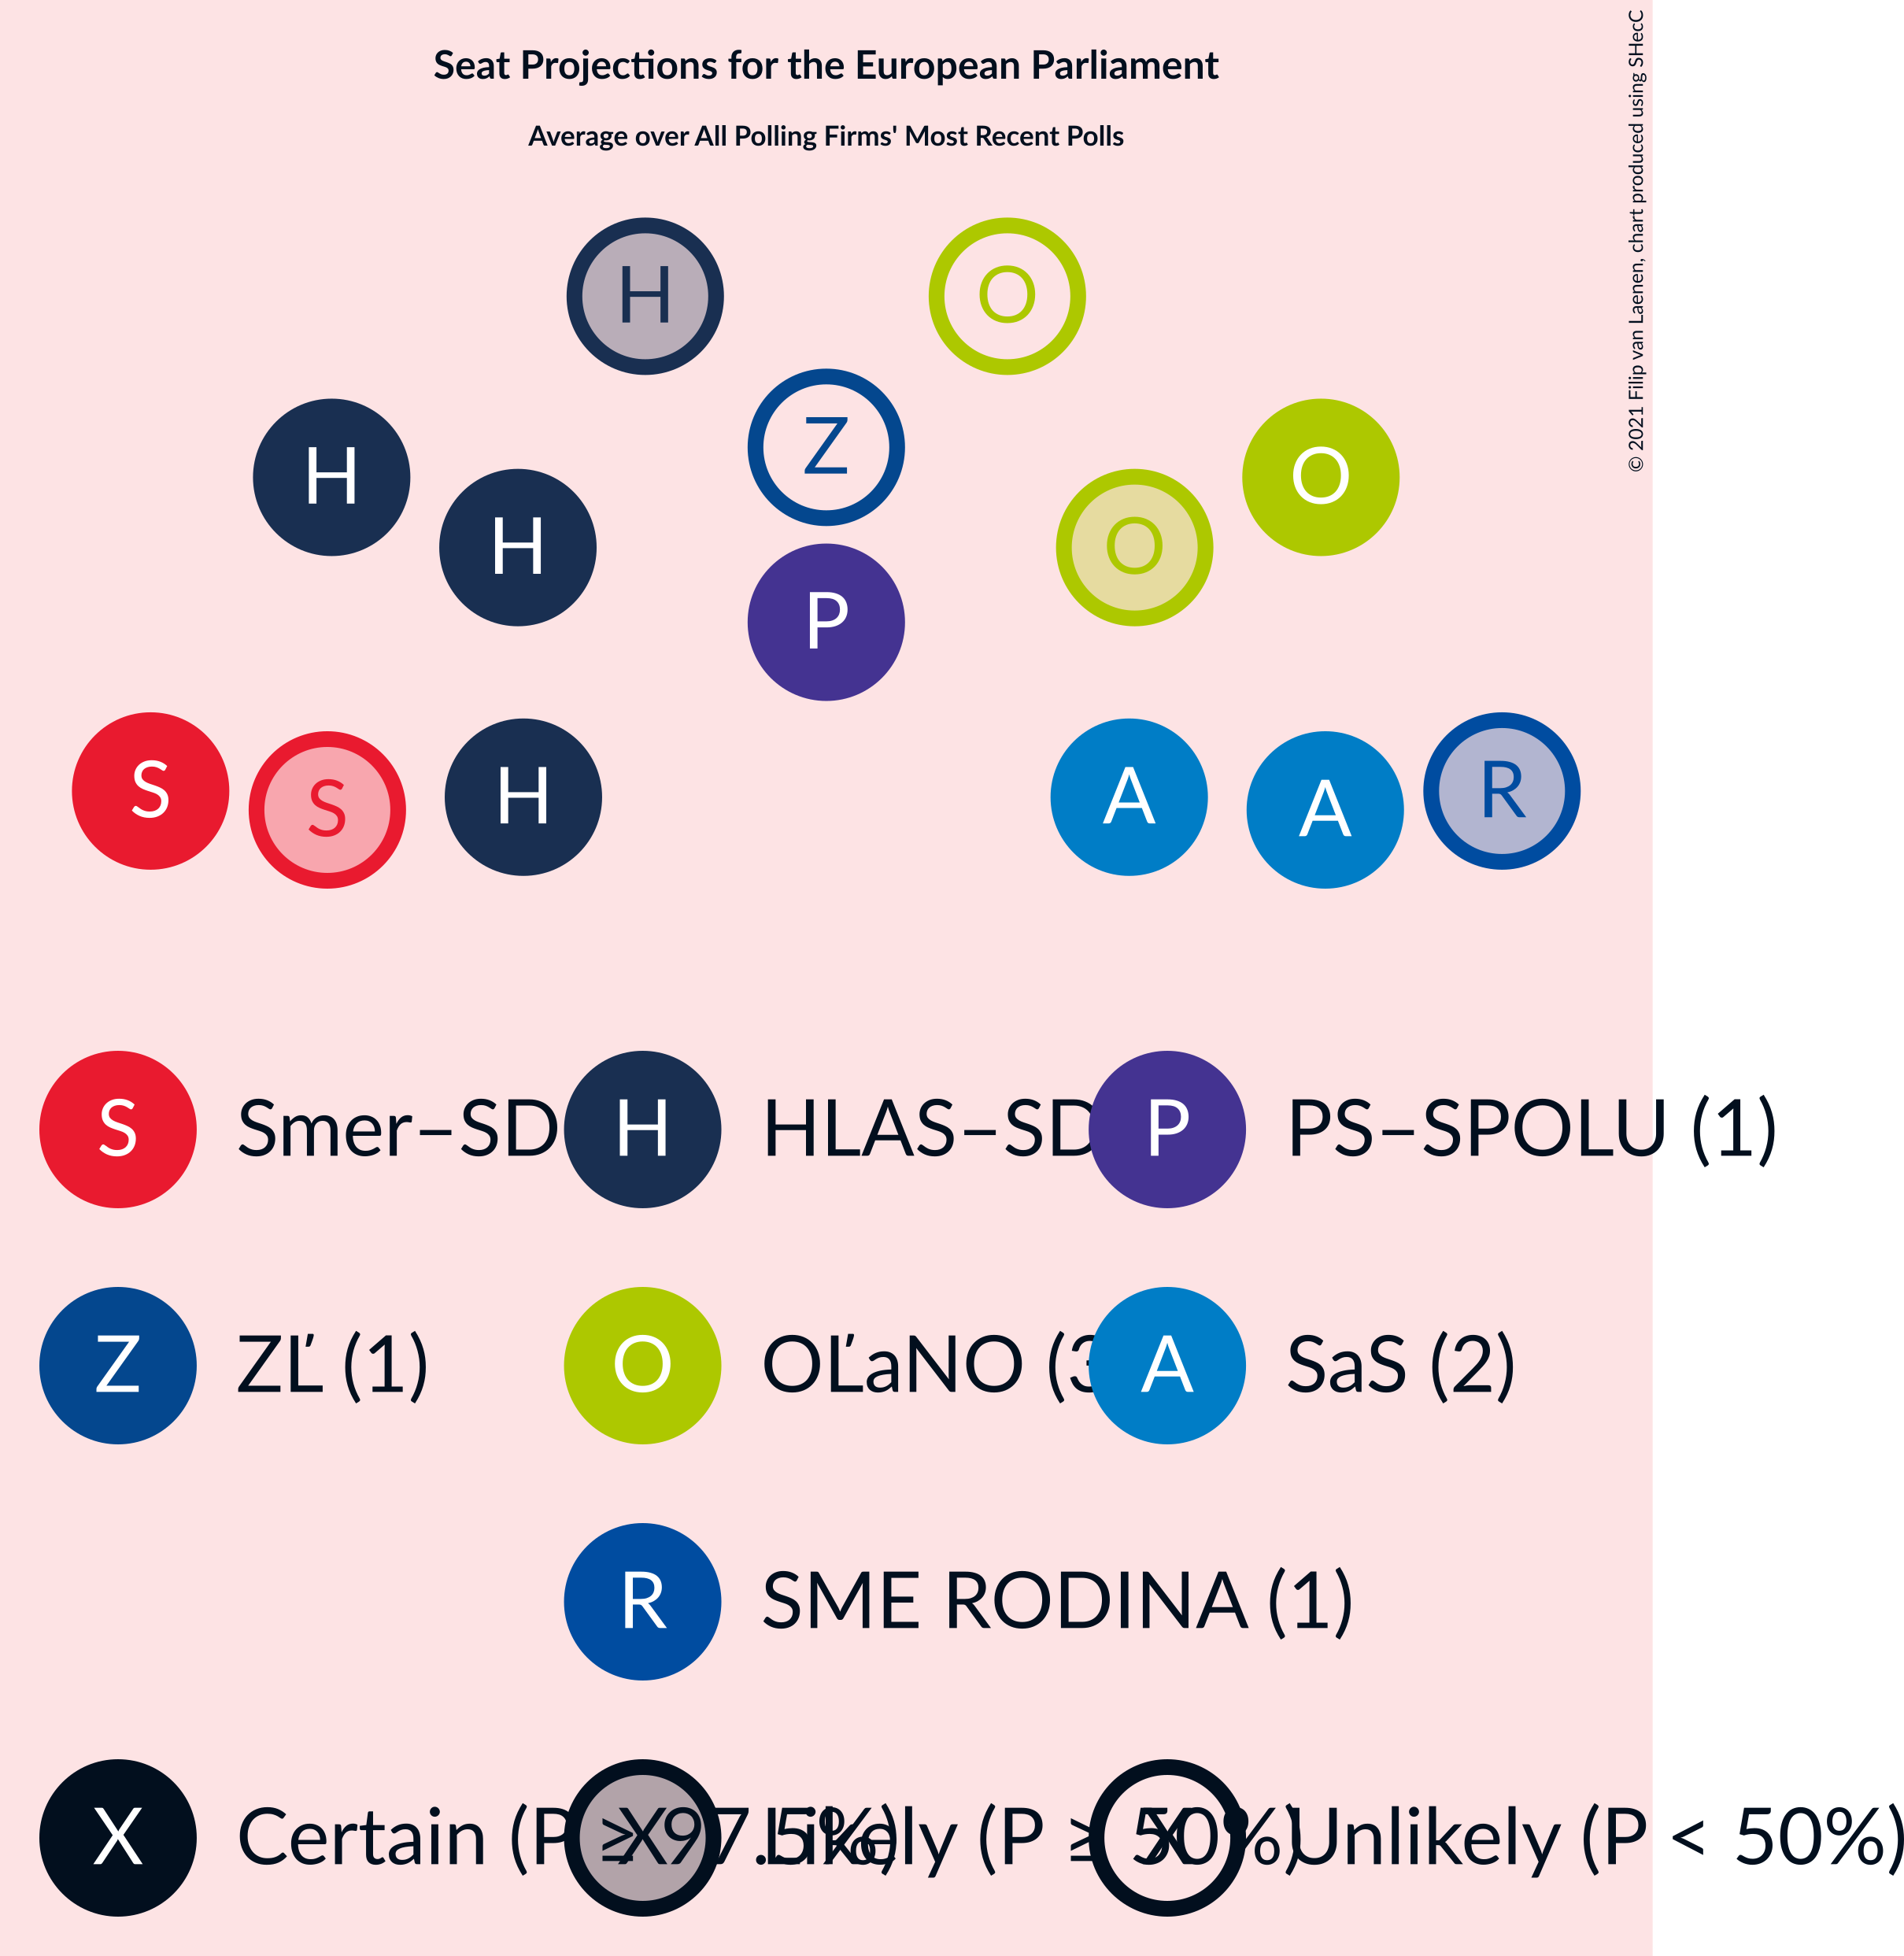 Seat Projections for the European Parliament
Average over All Polling Firms' Most Recent Polls
© 2021 Filip van Laenen, chart produced using SHecC
H O
Z
H O
H O
P
S R
S H A A
S Smer–SD H HLAS–SD P PS–SPOLU (1)
Z ZĽ (1) O OĽaNO (3 A SaS (2)
R SME RODINA (1)
X Certain (P ≥ 97.5%) X Likely (P ≥ 50%) X Unlikely (P < 50%)